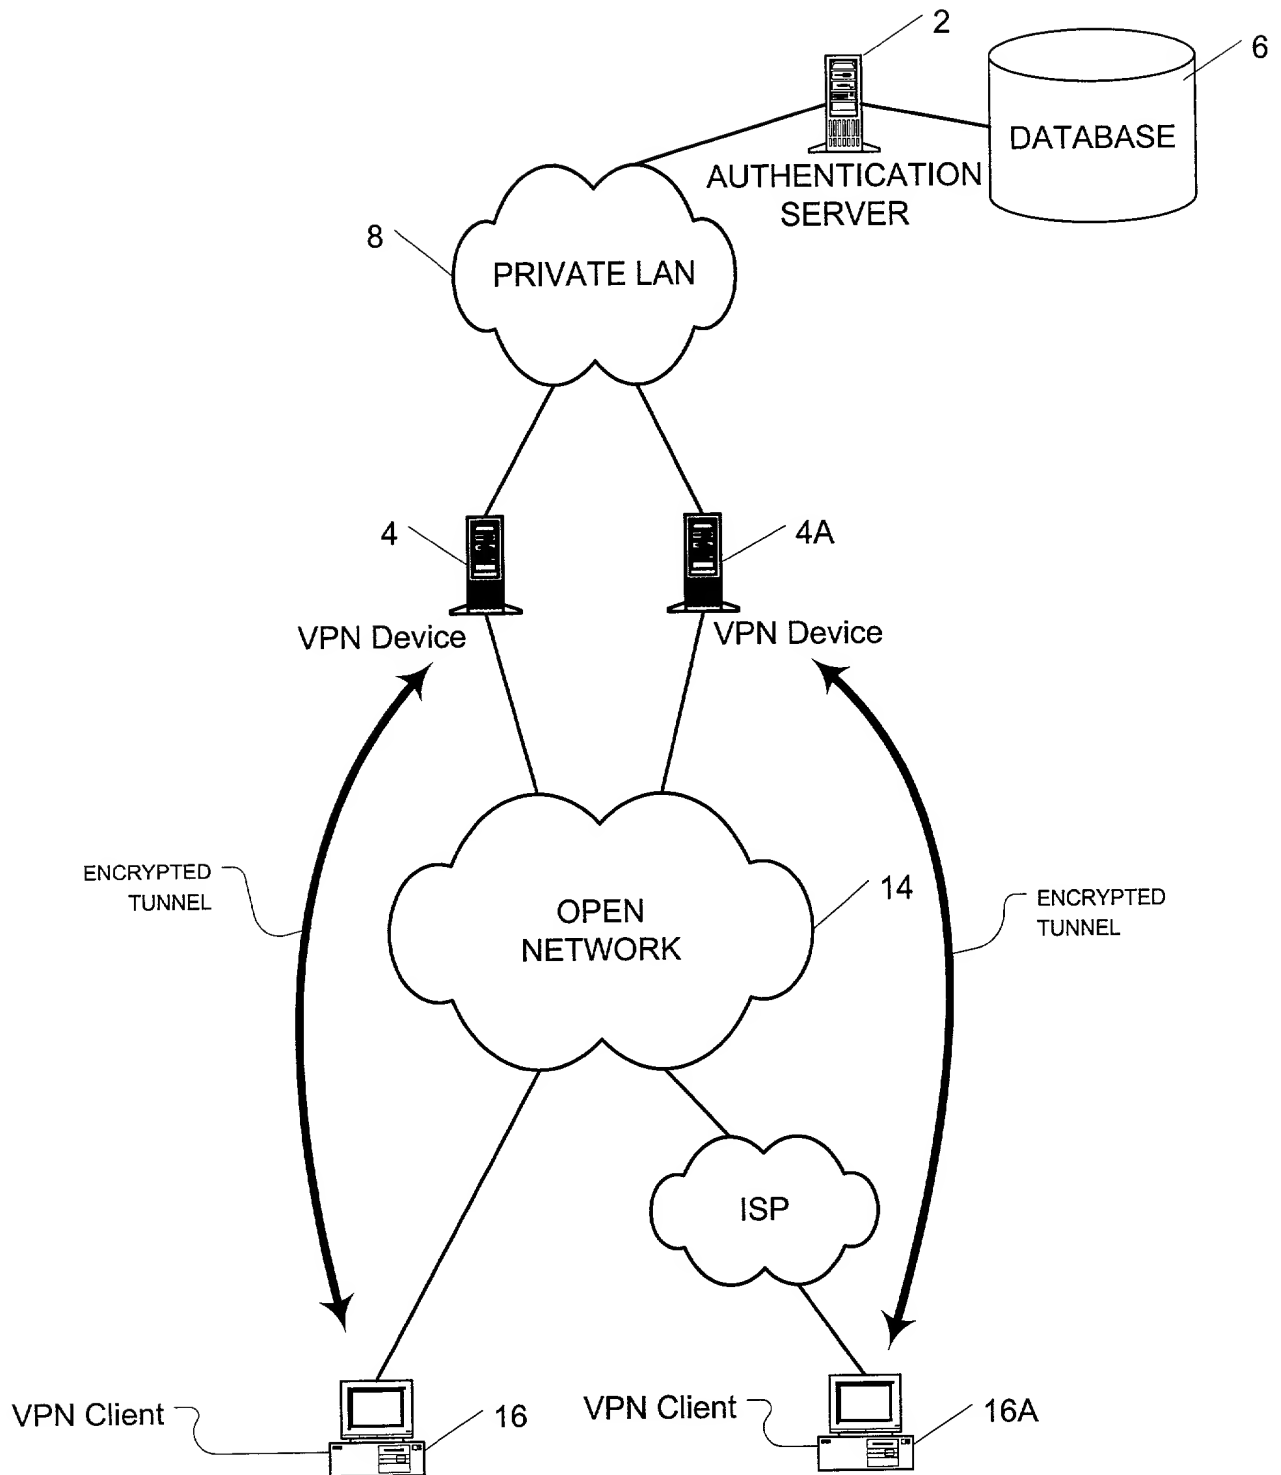 2
6
DATABASE
AUTHENTICATION
SERVER
8
PRIVATE LAN
4
4A
VPN Device
VPN Device
ENCRYPTED
TUNNEL
14
OPEN
NETWORK
ENCRYPTED
TUNNEL
ISP
VPN Client
16
VPN Client
16A